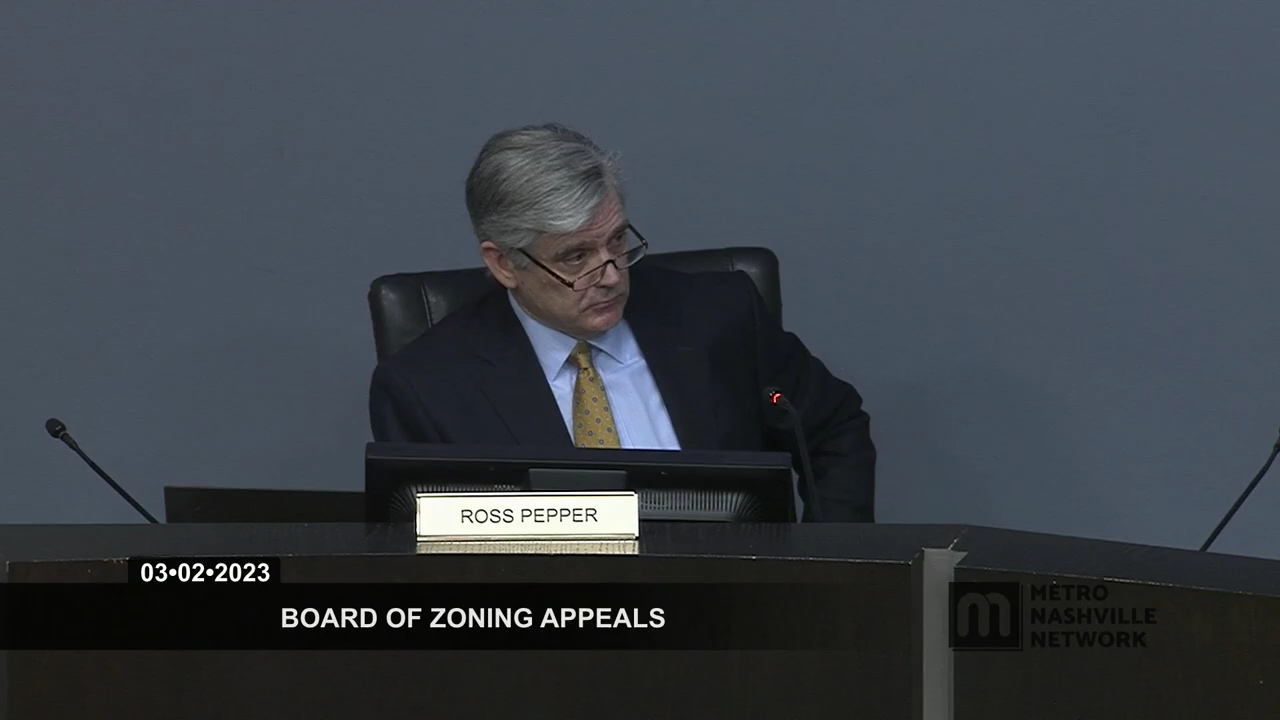 ROSS PEPPER
03•02•2023
BOARD OF ZONING APPEALS
m
METRO
NASHVILLE
NETWORK